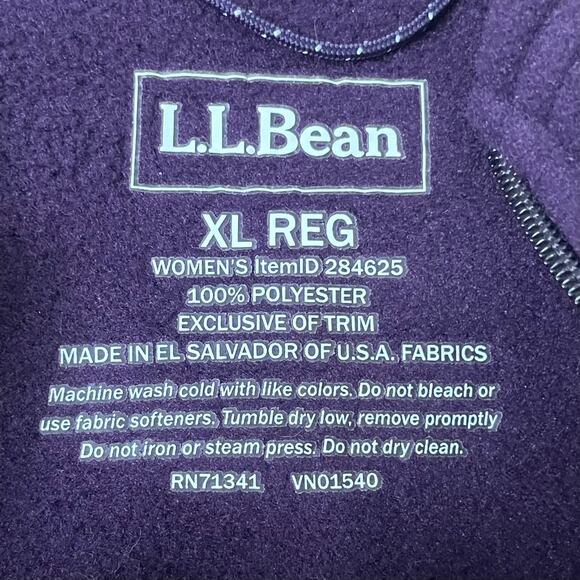 L.L.Bean
XL REG
WOMEN'S ItemID 284625
100% POLYESTER
EXCLUSIVE OF TRIM
MADE IN EL SALVADOR OF U.S.A. FABRICS
Machine wash cold with like colors. Do not bleach or
use fabric softeners. Tumble dry low, remove promptly
Do not iron or steam press. Do not dry clean.
RN71341 VN01540